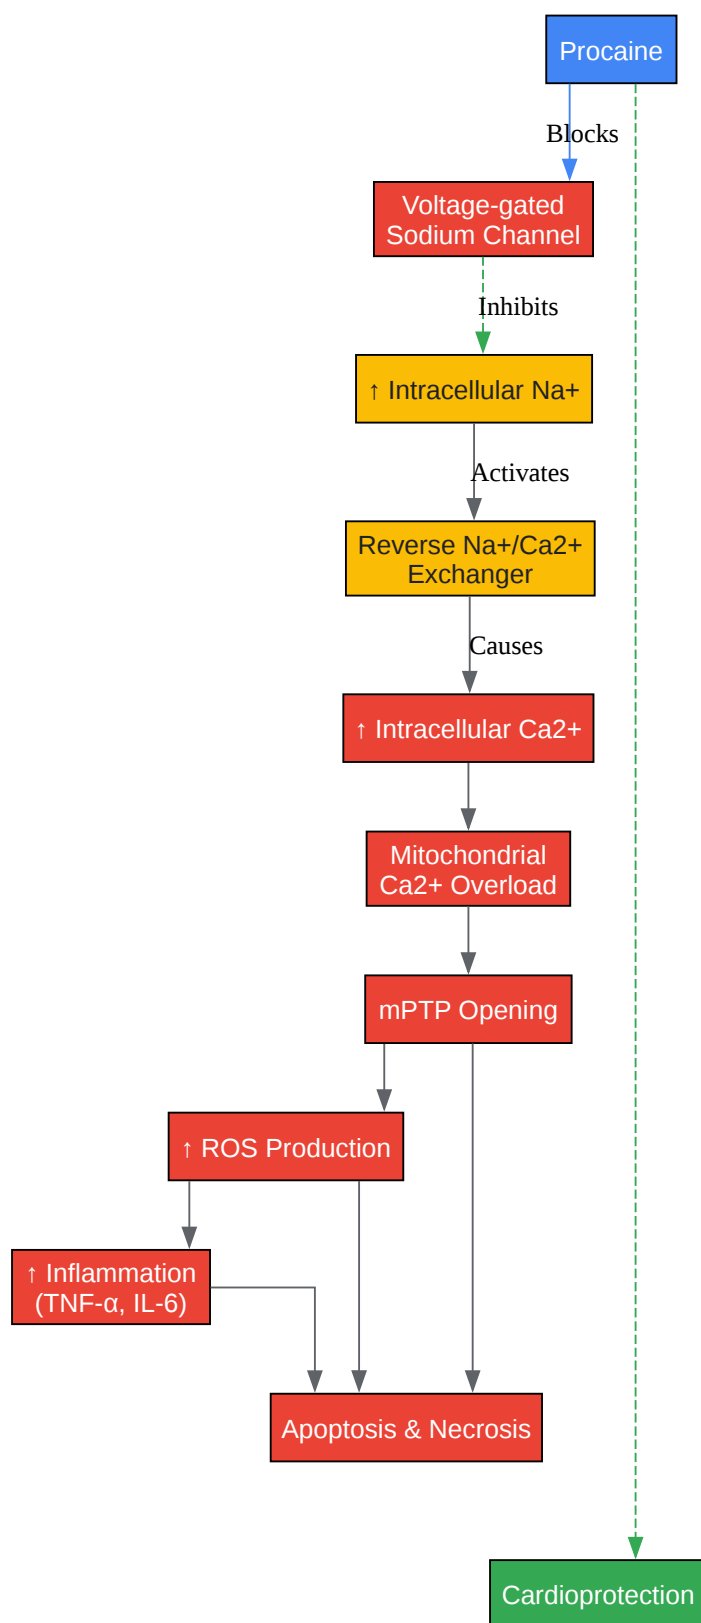 Procaine
Blocks
Voltage-gated
Sodium Channel
Inhibits
↑ Intracellular Na+
Activates
Reverse Na+/Ca2+
Exchanger
Causes
↑ Intracellular Ca2+
Mitochondrial
Ca2+ Overload
mPTP Opening
↑ ROS Production
↑ Inflammation
(TNF-α, IL-6)
Apoptosis & Necrosis
Cardioprotection